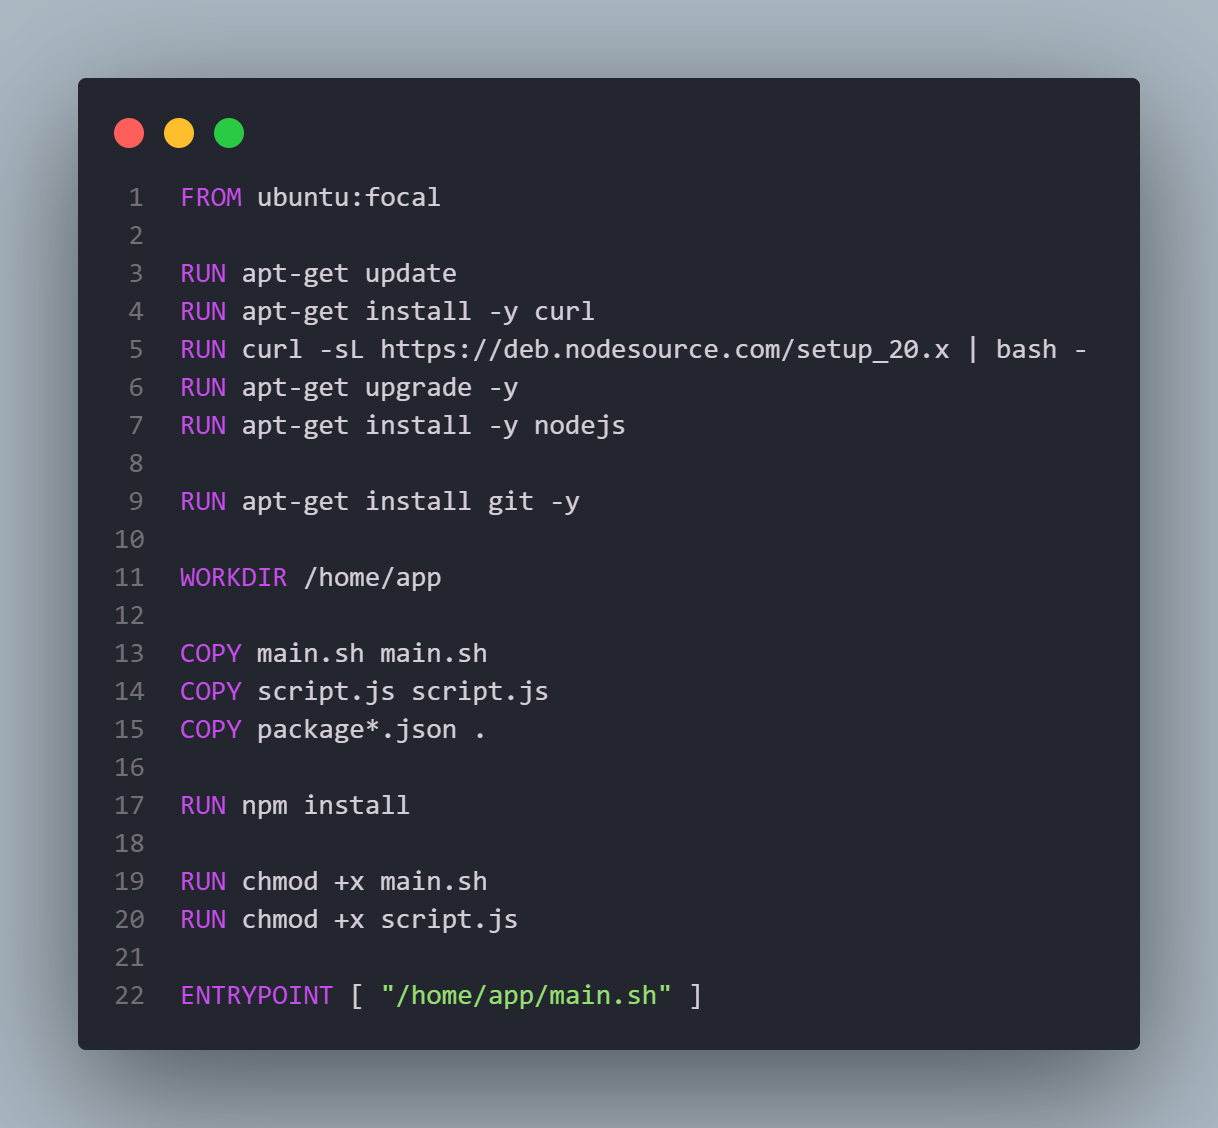 1 FROM ubuntu:focal
2
3 RUN apt-get update
4 RUN apt-get install -y curl
5 RUN curl -sL https://deb.nodesource.com/setup_20.x | bash -
6 RUN apt-get upgrade -y
7 RUN apt-get install -y nodejs
8
9 RUN apt-get install git -y
10
11 WORKDIR /home/app
12
13 COPY main.sh main.sh
14 COPY script.js script.js
15 COPY package*.json .
16
17 RUN npm install
18
19 RUN chmod +x main.sh
20 RUN chmod +x script.js
21
22 ENTRYPOINT [ "/home/app/main.sh" ]